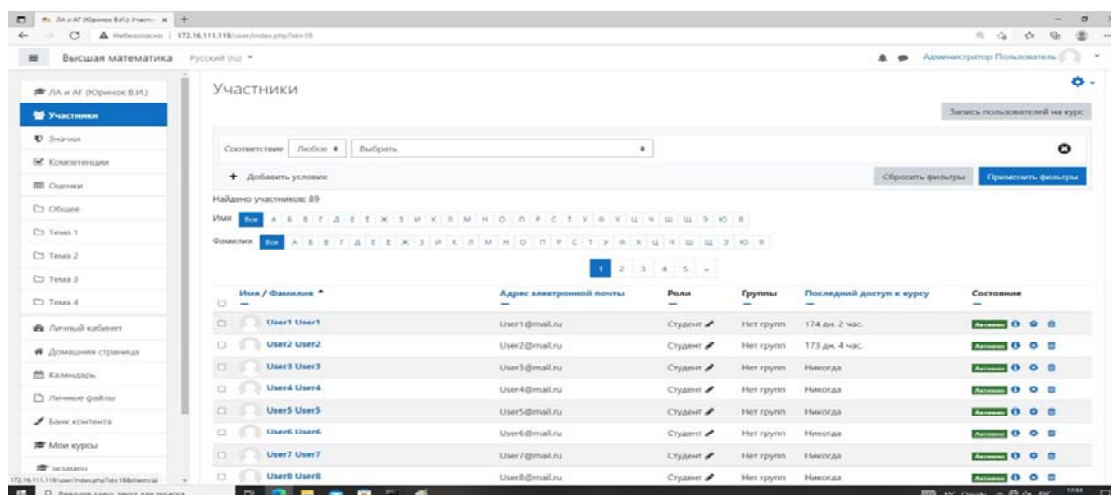 Небезопасно 172.16.111.118/user/index.php?id=18
Высшая математика Русский (ru)
Администратор Пользователь
ЛА и АГ (Юринок В.И.)
Участники
Значки
Компетенции
Оценки
Общее
Тема 1
Тема 2
Тема 3
Тема 4
Личный кабинет
Домашняя страница
Календарь
Личные файлы
Банк контента
Мои курсы
Участники
Запись пользователей на курс
Соответствие Любое Выбрать
Добавить условие
Сбросить фильтры Применить фильтры
Найдено участников: 89
Имя Все А Б В Г Д Е Ё Ж З И К Л М Н О П Р С Т У Ф Х Ц Ч Ш Щ Э Ю Я
Фамилия Все А Б В Г Д Е Ё Ж З И К Л М Н О П Р С Т У Ф Х Ц Ч Ш Щ Э Ю Я
1 2 3 4 5 »
Имя / Фамилия Адрес электронной почты Роли Группы Последний доступ к курсу Состояние
User1 User1 User1@mail.ru Студент Нет групп 174 дн. 2 час. Активно
User2 User2 User2@mail.ru Студент Нет групп 173 дн. 4 час. Активно
User3 User3 User3@mail.ru Студент Нет групп Никогда Активно
User4 User4 User4@mail.ru Студент Нет групп Никогда Активно
User5 User5 User5@mail.ru Студент Нет групп Никогда Активно
User6 User6 User6@mail.ru Студент Нет групп Никогда Активно
User7 User7 User7@mail.ru Студент Нет групп Никогда Активно
User8 User8 User8@mail.ru Студент Нет групп Никогда Активно
Введите здесь текст для поиска